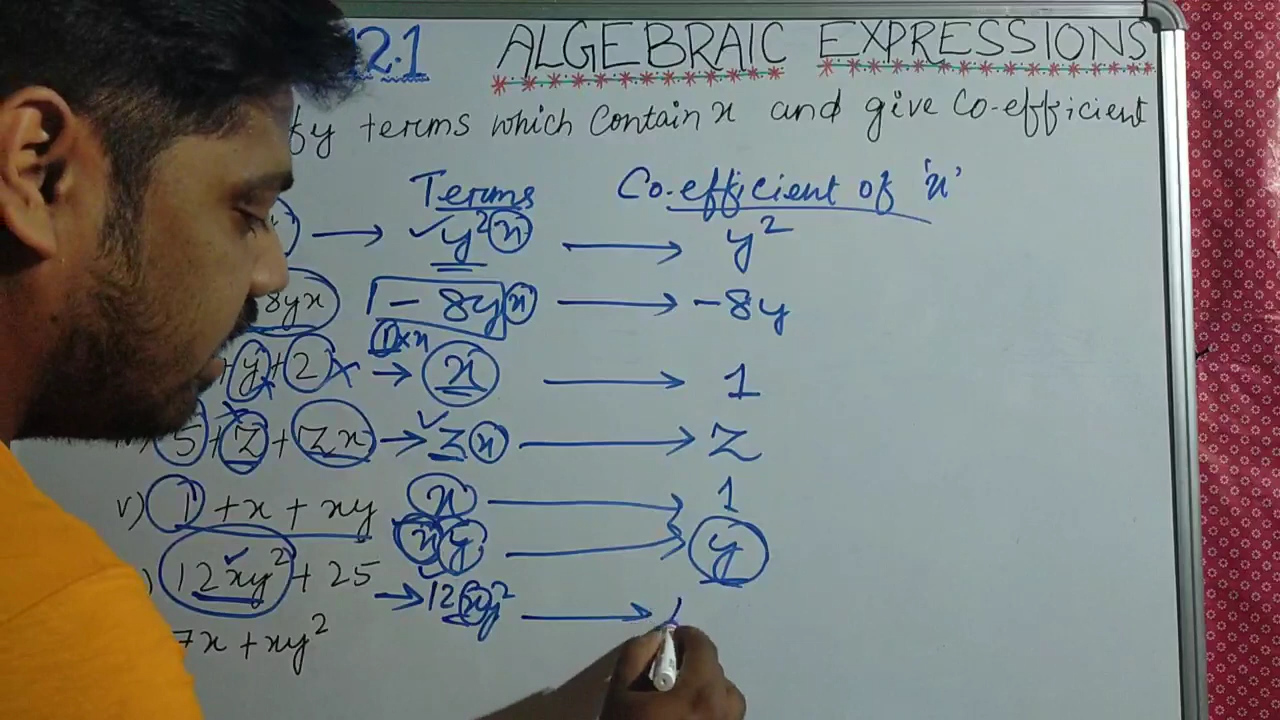 12.1 ALGEBRAIC EXPRESSIONS
fy terms which contain x and give Co-efficient
Terms Co-efficient of 'x'
y²x y²
8yx - 8yx - 8y
1×x
+y+2 x 1
5+z+zx zx z
v) 1+x+xy x 1
xy y
12xy²+25 12xy² 1
7x+xy²